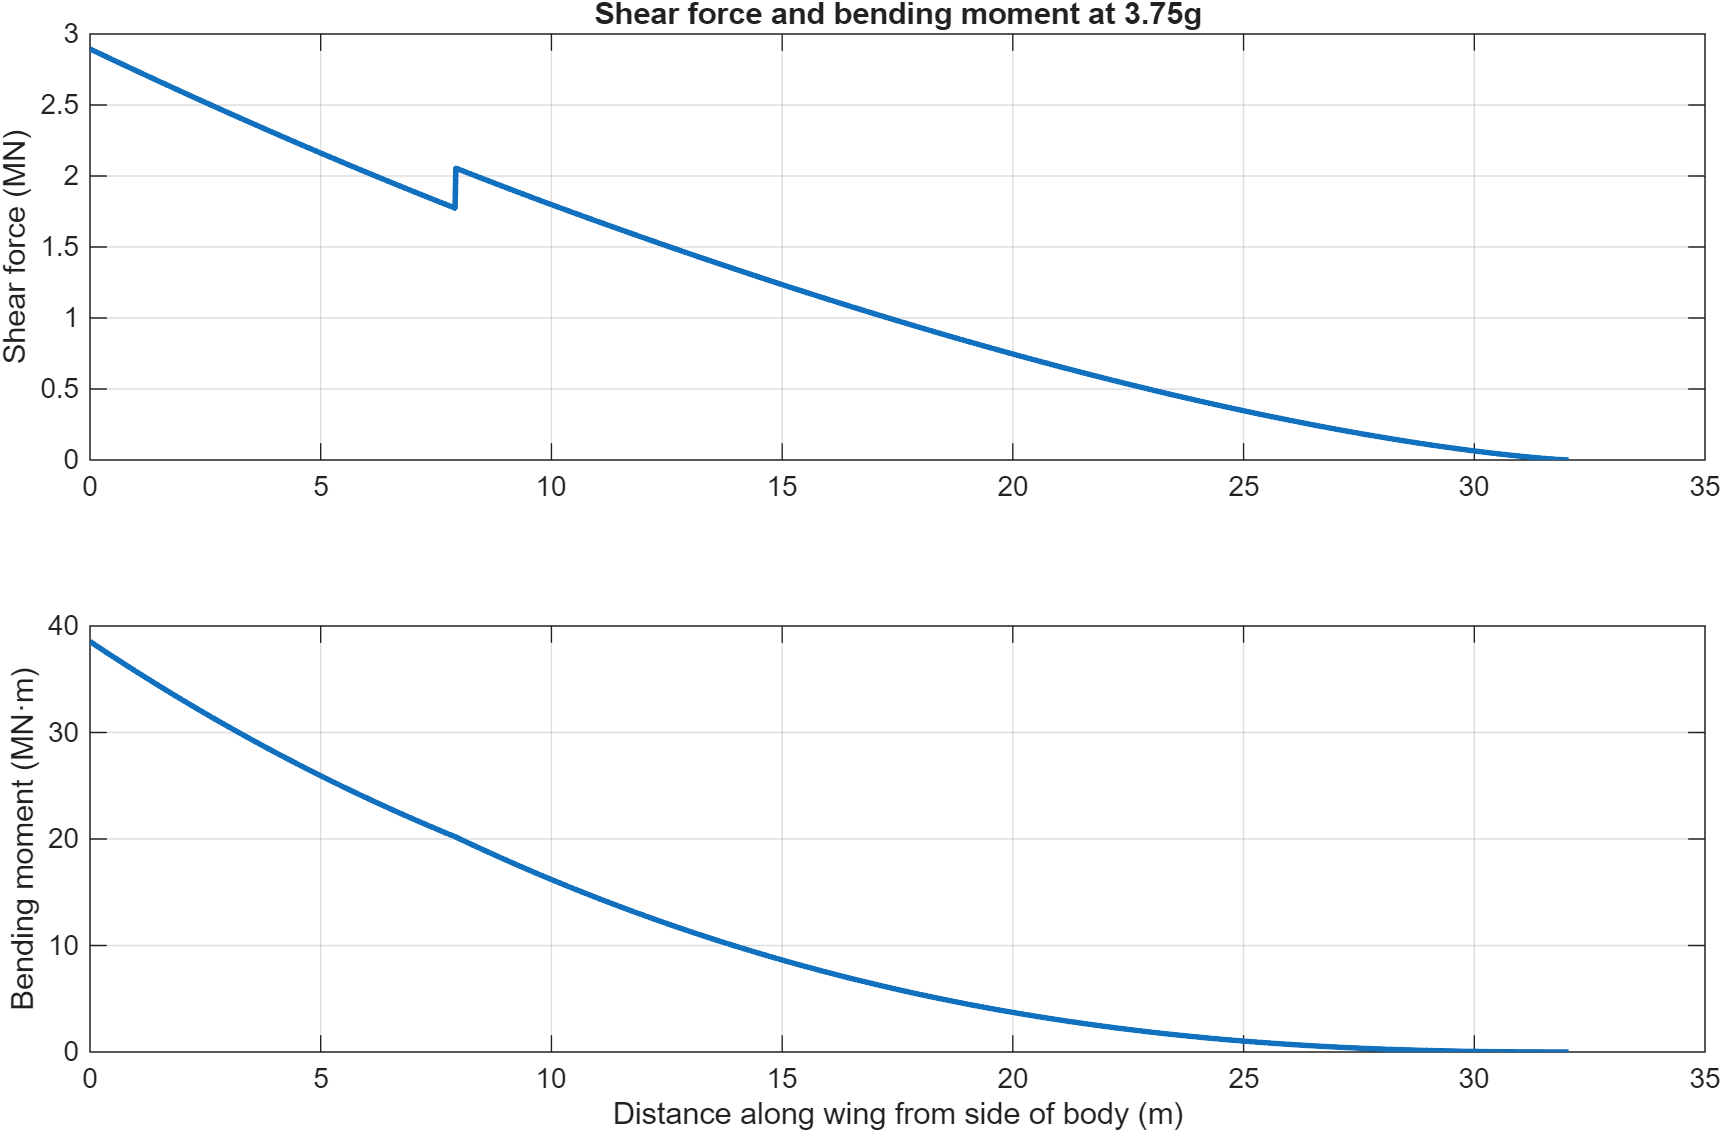 Shear force and bending moment at 3.75g
3
2.5
2
1.5
1
0.5
0
Shear force (MN)
0 5 10 15 20 25 30 35
40
30
20
10
0
Bending moment (MN·m)
0 5 10 15 20 25 30 35
Distance along wing from side of body (m)